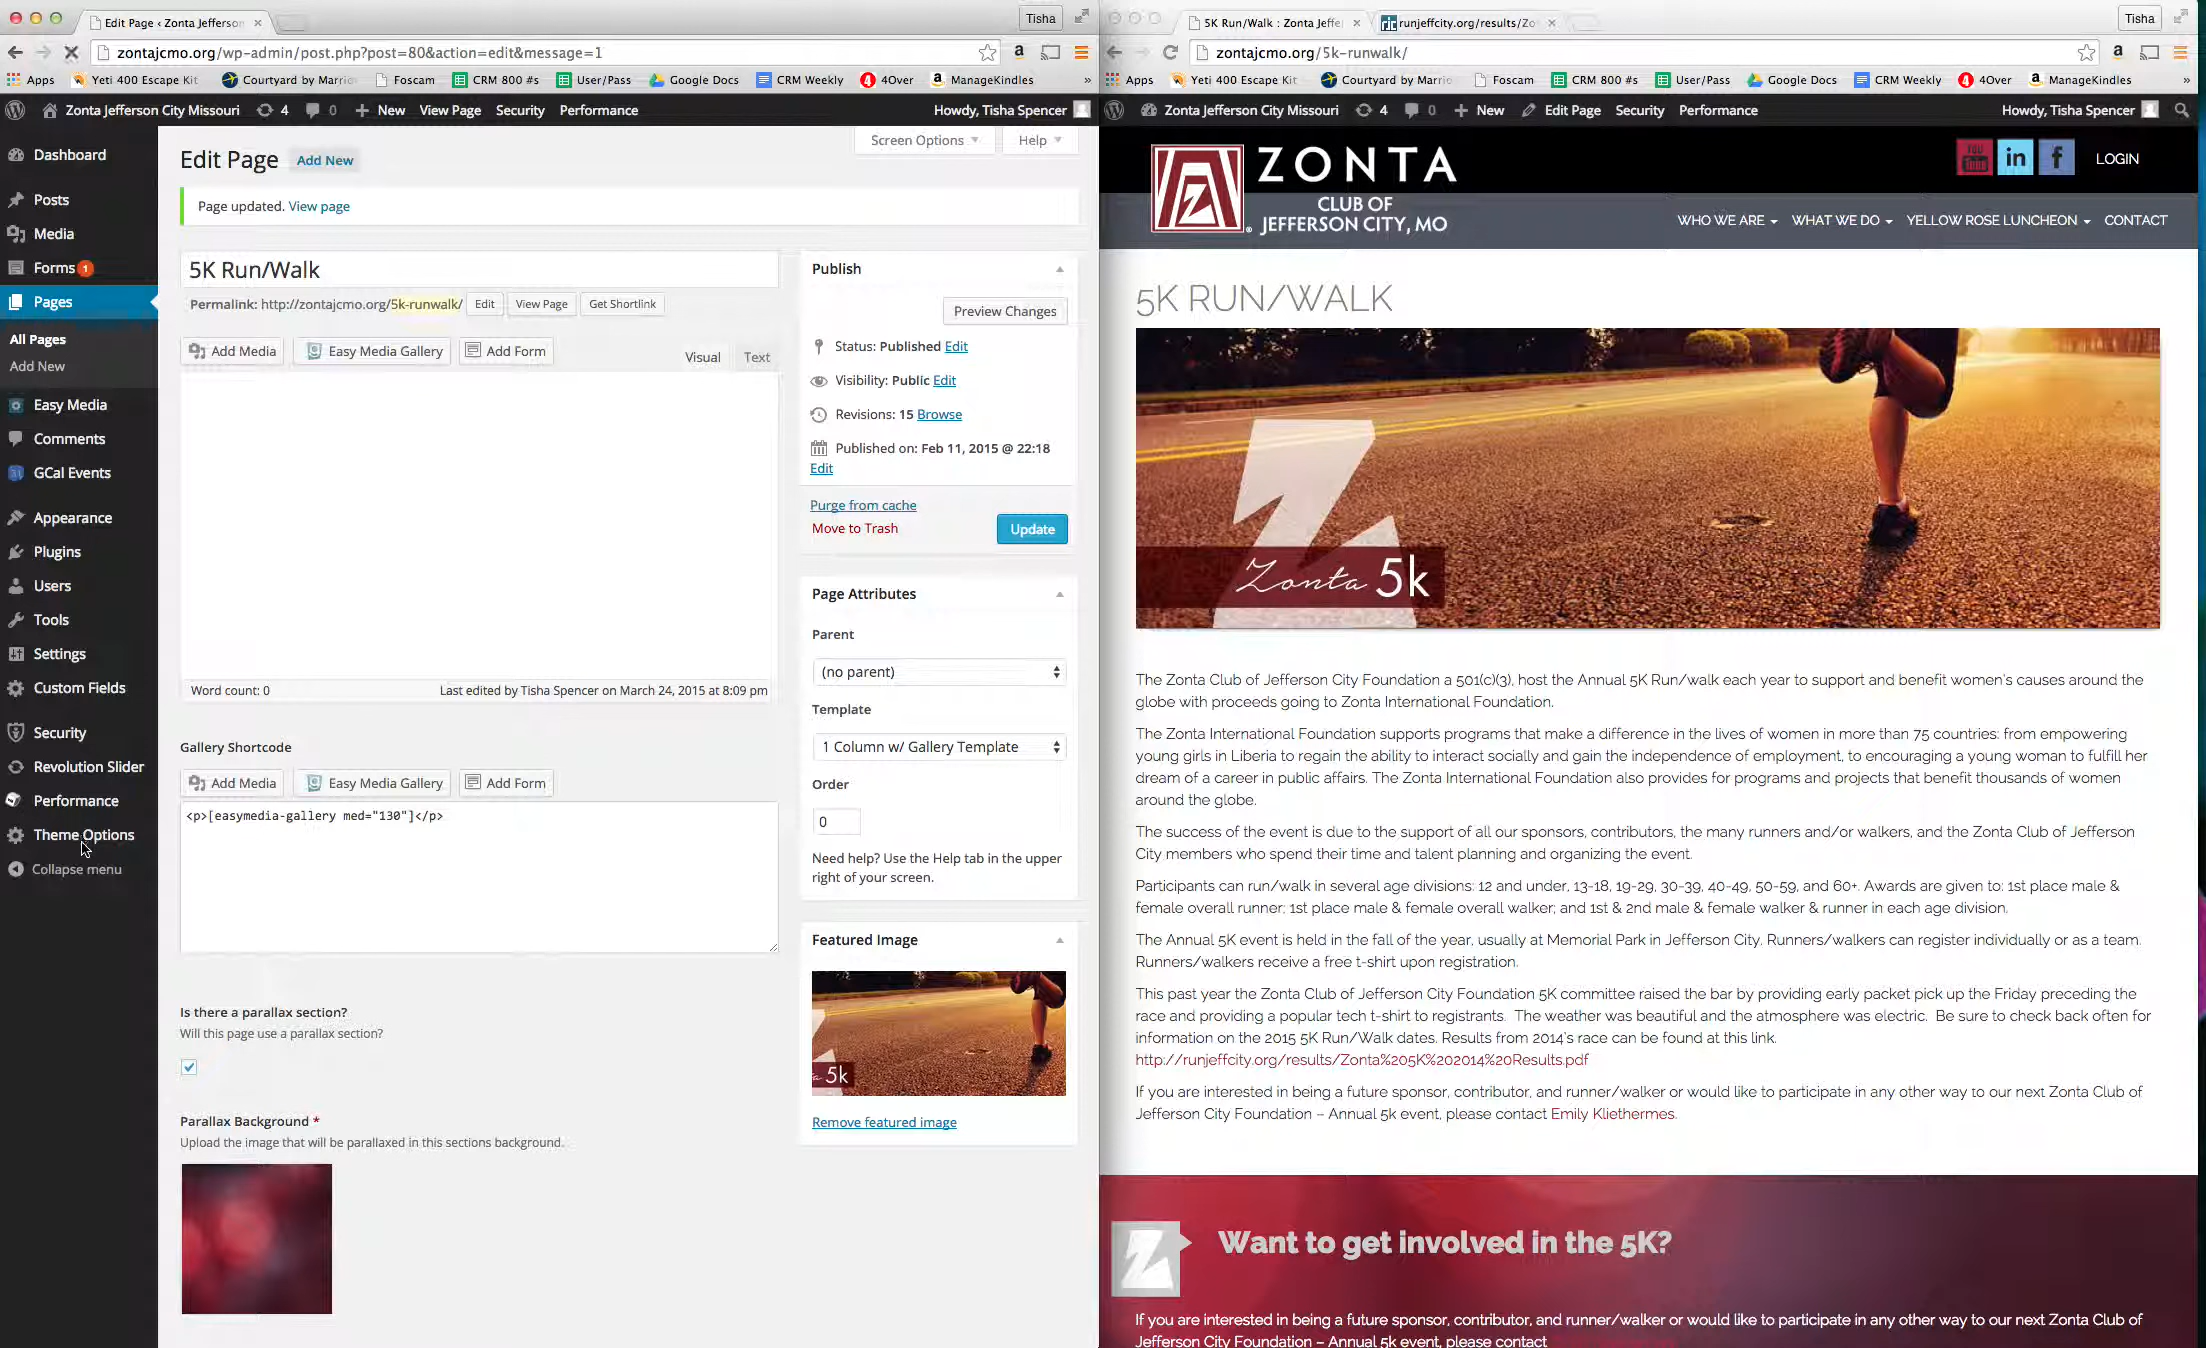 Edit Page ‹ Zonta Jefferson
Tisha
zontajcmo.org/wp-admin/post.php?post=80&action=edit&message=1
Apps
Yeti 400 Escape Kit
Courtyard by Marrio
Foscam
CRM 800 #s
User/Pass
Google Docs
CRM Weekly
4Over
ManageKindles
»
Zonta Jefferson City Missouri
4
0
New
View Page
Security
Performance
Howdy, Tisha Spencer
Dashboard
Posts
Media
Forms 1
Pages
All Pages
Add New
Easy Media
Comments
GCal Events
Appearance
Plugins
Users
Tools
Settings
Custom Fields
Security
Revolution Slider
Performance
Theme Options
Collapse menu
Screen Options
Help
Edit Page Add New
Page updated. View page
5K Run/Walk
Permalink: http://zontajcmo.org/5k-runwalk/ Edit View Page Get Shortlink
Add Media Easy Media Gallery Add Form Visual Text
Word count: 0 Last edited by Tisha Spencer on March 24, 2015 at 8:09 pm
Gallery Shortcode
Add Media Easy Media Gallery Add Form
<p>[easymedia-gallery med="130"]</p>
Is there a parallax section?
Will this page use a parallax section?
Parallax Background *
Upload the image that will be parallaxed in this sections background.
Publish
Preview Changes
Status: Published Edit
Visibility: Public Edit
Revisions: 15 Browse
Published on: Feb 11, 2015 @ 22:18
Edit
Purge from cache
Move to Trash
Update
Page Attributes
Parent
(no parent)
Template
1 Column w/ Gallery Template
Order
0
Need help? Use the Help tab in the upper
right of your screen.
Featured Image
5k
Remove featured image
5K Run/Walk : Zonta Jeffe
runjeffcity.org/results/Zo
Tisha
zontajcmo.org/5k-runwalk/
Apps
Yeti 400 Escape Kit
Courtyard by Marrio
Foscam
CRM 800 #s
User/Pass
Google Docs
CRM Weekly
4Over
ManageKindles
»
Zonta Jefferson City Missouri
4
0
New
Edit Page
Security
Performance
Howdy, Tisha Spencer
ZONTA
CLUB OF
JEFFERSON CITY, MO
You Tube
in
f
LOGIN
WHO WE ARE
WHAT WE DO
YELLOW ROSE LUNCHEON
CONTACT
5K RUN/WALK
Zonta 5k
The Zonta Club of Jefferson City Foundation a 501(c)(3), host the Annual 5K Run/walk each year to support and benefit women's causes around the
globe with proceeds going to Zonta International Foundation.
The Zonta International Foundation supports programs that make a difference in the lives of women in more than 75 countries: from empowering
young girls in Liberia to regain the ability to interact socially and gain the independence of employment, to encouraging a young woman to fulfill her
dream of a career in public affairs. The Zonta International Foundation also provides for programs and projects that benefit thousands of women
around the globe.
The success of the event is due to the support of all our sponsors, contributors, the many runners and/or walkers, and the Zonta Club of Jefferson
City members who spend their time and talent planning and organizing the event.
Participants can run/walk in several age divisions: 12 and under, 13-18, 19-29, 30-39, 40-49, 50-59, and 60+. Awards are given to: 1st place male &
female overall runner; 1st place male & female overall walker; and 1st & 2nd male & female walker & runner in each age division.
The Annual 5K event is held in the fall of the year, usually at Memorial Park in Jefferson City. Runners/walkers can register individually or as a team.
Runners/walkers receive a free t-shirt upon registration.
This past year the Zonta Club of Jefferson City Foundation 5K committee raised the bar by providing early packet pick up the Friday preceding the
race and providing a popular tech t-shirt to registrants.  The weather was beautiful and the atmosphere was electric.  Be sure to check back often for
information on the 2015 5K Run/Walk dates. Results from 2014's race can be found at this link.
http://runjeffcity.org/results/Zonta%205K%202014%20Results.pdf
If you are interested in being a future sponsor, contributor, and runner/walker or would like to participate in any other way to our next Zonta Club of
Jefferson City Foundation – Annual 5k event, please contact Emily Kliethermes.
Want to get involved in the 5K?
If you are interested in being a future sponsor, contributor, and runner/walker or would like to participate in any other way to our next Zonta Club of
Jefferson City Foundation – Annual 5k event, please contact